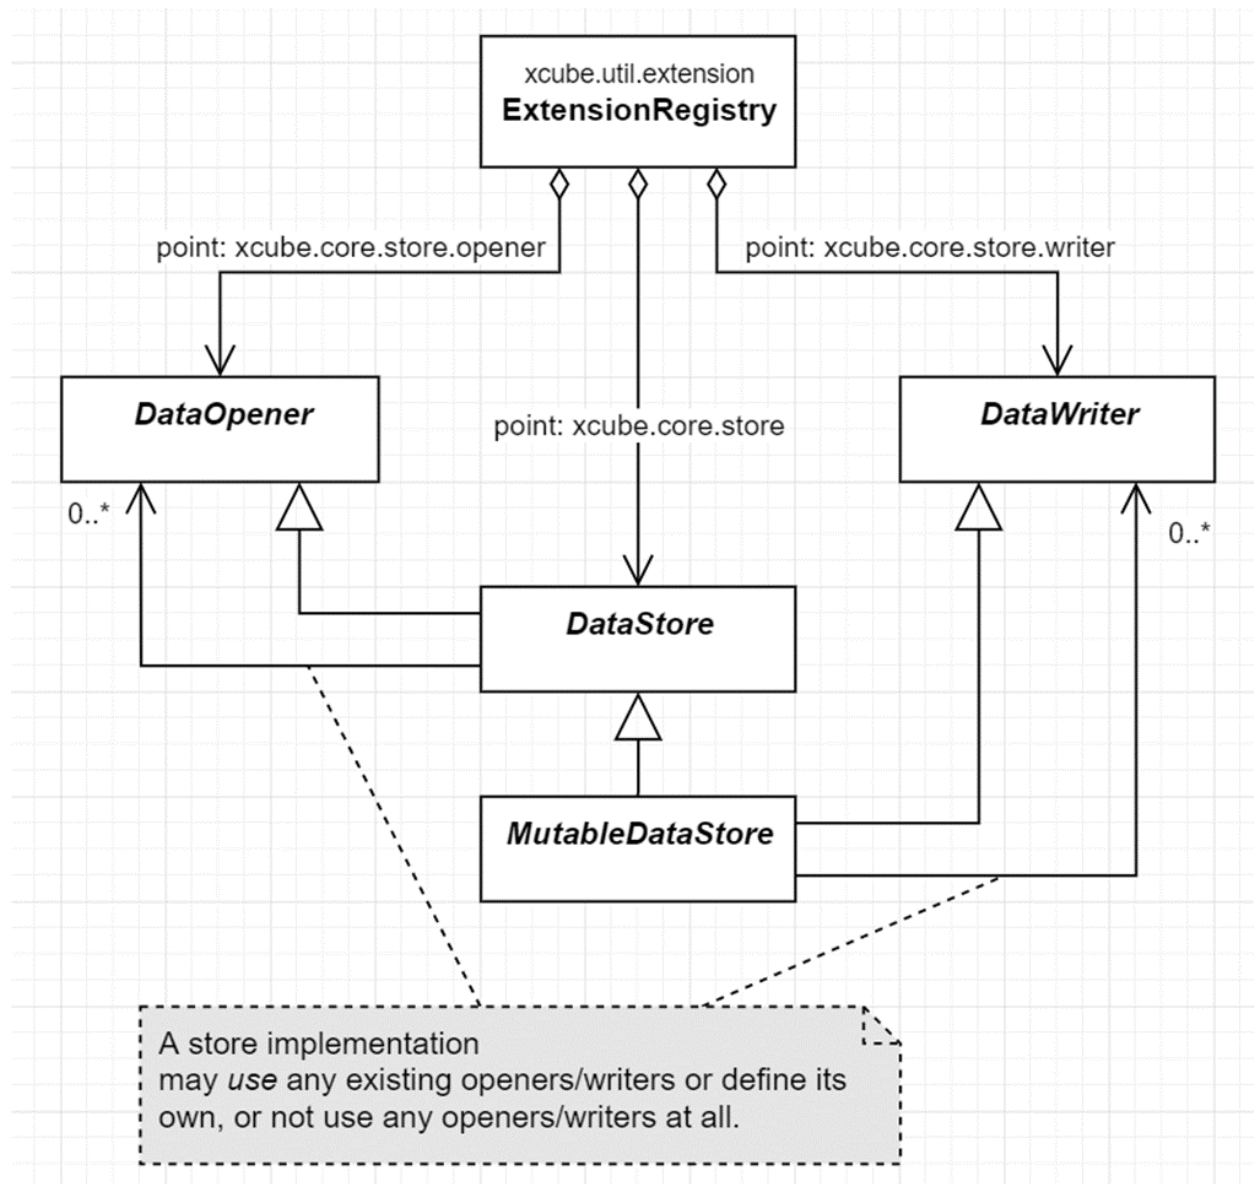 xcube.util.extension
ExtensionRegistry
point: xcube.core.store.opener
point: xcube.core.store.writer
DataOpener
DataWriter
point: xcube.core.store
0..*
0..*
DataStore
MutableDataStore
A store implementation
may use any existing openers/writers or define its
own, or not use any openers/writers at all.